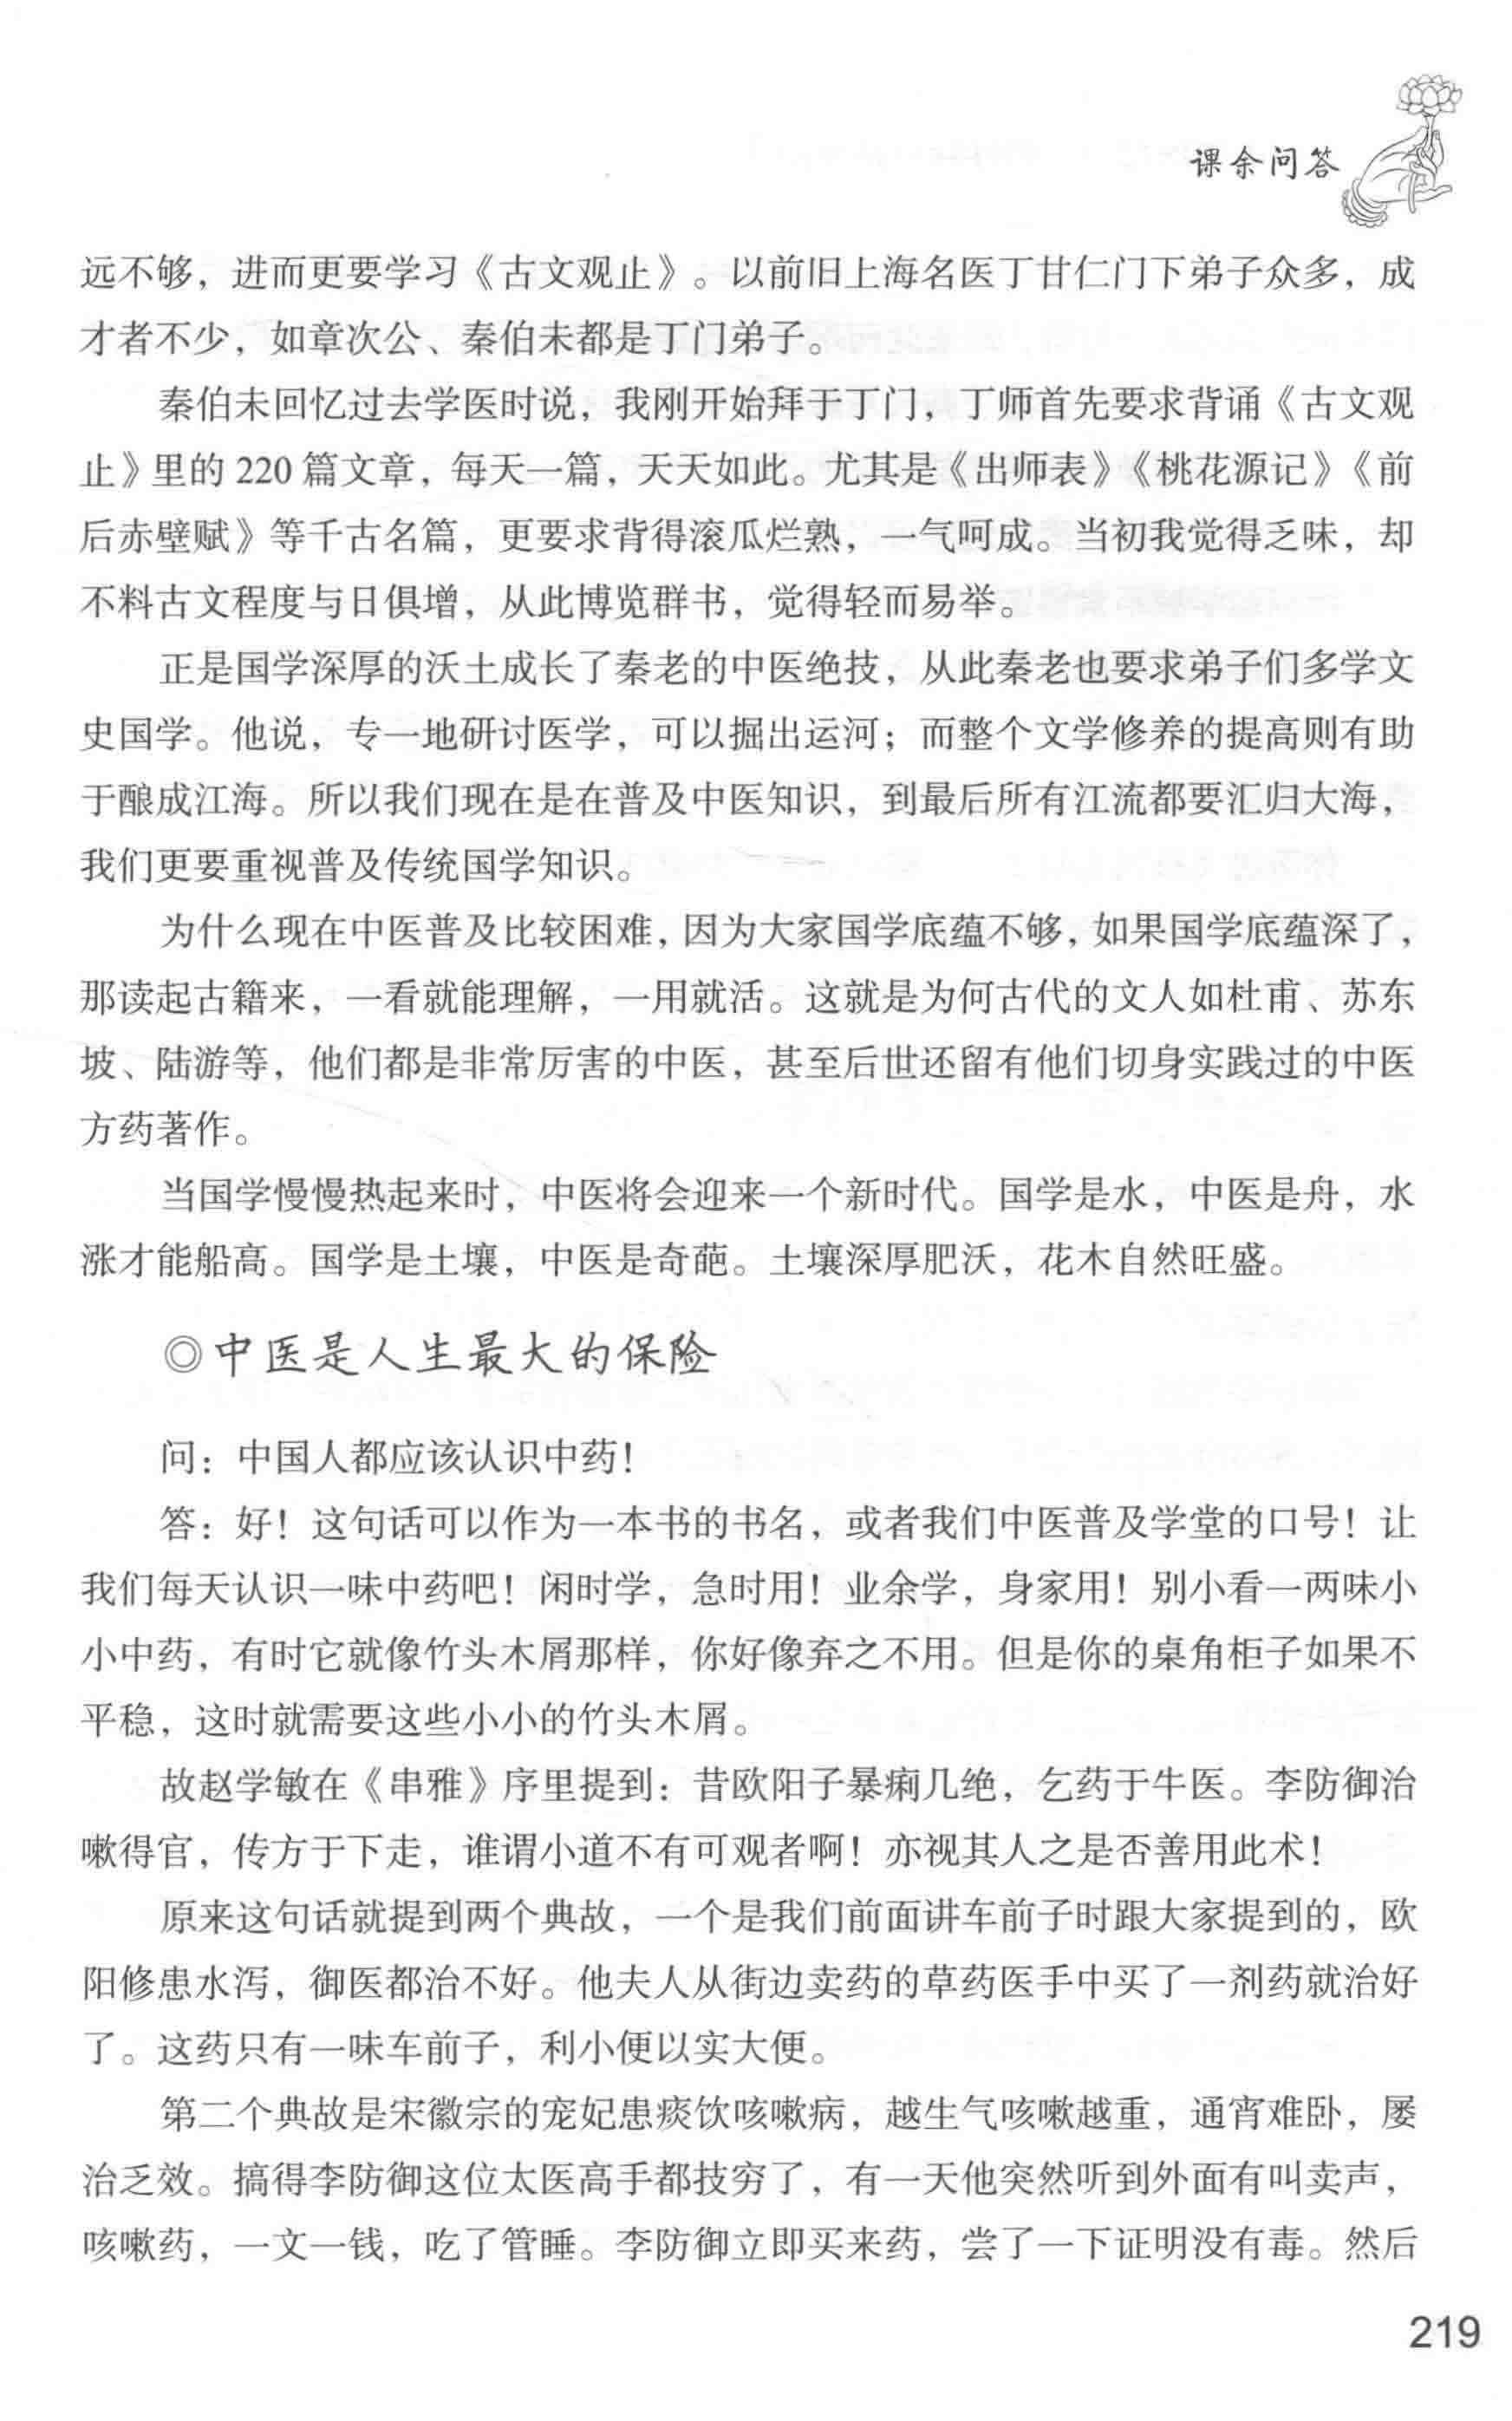 课余问答
远不够，进而更要学习《古文观止》。以前旧上海名医丁甘仁门下弟子众多，成
才者不少，如章次公、秦伯未都是丁门弟子。
秦伯未回忆过去学医时说，我刚开始拜于丁门，丁师首先要求背诵《古文观
止》里的 220 篇文章，每天一篇，天天如此。尤其是《出师表》《桃花源记》《前
后赤壁赋》等千古名篇，更要求背得滚瓜烂熟，一气呵成。当初我觉得乏味，却
不料古文程度与日俱增，从此博览群书，觉得轻而易举。
正是国学深厚的沃土成长了秦老的中医绝技，从此秦老也要求弟子们多学文
史国学。他说，专一地研讨医学，可以掘出运河；而整个文学修养的提高则有助
于酿成江海。所以我们现在是在普及中医知识，到最后所有江流都要汇归大海，
我们更要重视普及传统国学知识。
为什么现在中医普及比较困难，因为大家国学底蕴不够，如果国学底蕴深了，
那读起古籍来，一看就能理解，一用就活。这就是为何古代的文人如杜甫、苏东
坡、陆游等，他们都是非常厉害的中医，甚至后世还留有他们切身实践过的中医
方药著作。
当国学慢慢热起来时，中医将会迎来一个新时代。国学是水，中医是舟，水
涨才能船高。国学是土壤，中医是奇葩。土壤深厚肥沃，花木自然旺盛。
◎中医是人生最大的保险
问：中国人都应该认识中药！
答：好！这句话可以作为一本书的书名，或者我们中医普及学堂的口号！让
我们每天认识一味中药吧！闲时学，急时用！业余学，身家用！别小看一两味小
小中药，有时它就像竹头木屑那样，你好像弃之不用。但是你的桌角柜子如果不
平稳，这时就需要这些小小的竹头木屑。
故赵学敏在《串雅》序里提到：昔欧阳子暴痢几绝，乞药于牛医。李防御治
嗽得官，传方于下走，谁谓小道不有可观者啊！亦视其人之是否善用此术！
原来这句话就提到两个典故，一个是我们前面讲车前子时跟大家提到的，欧
阳修患水泻，御医都治不好。他夫人从街边卖药的草药医手中买了一剂药就治好
了。这药只有一味车前子，利小便以实大便。
第二个典故是宋徽宗的宠妃患痰饮咳嗽病，越生气咳嗽越重，通宵难卧，屡
治乏效。搞得李防御这位太医高手都技穷了，有一天他突然听到外面有叫卖声，
咳嗽药，一文一钱，吃了管睡。李防御立即买来药，尝了一下证明没有毒。然后
219